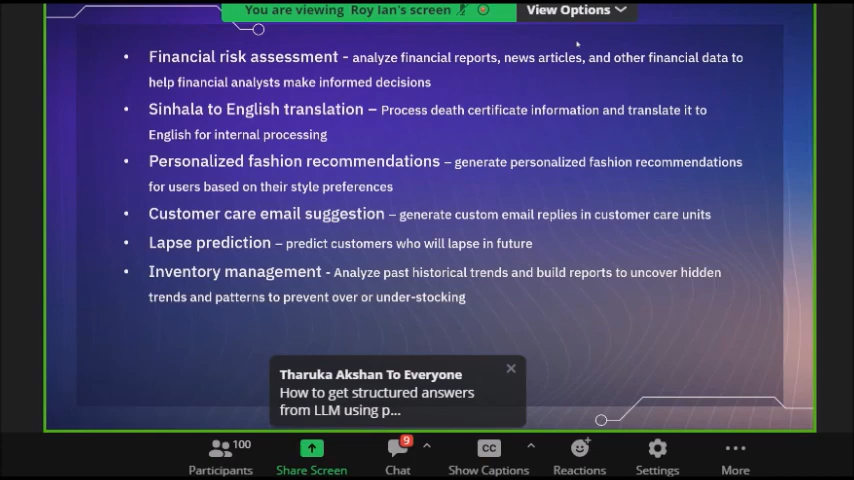 You are viewing Roy Ian's screen
View Options
• Financial risk assessment - analyze financial reports, news articles, and other financial data to
help financial analysts make informed decisions
• Sinhala to English translation – Process death certificate information and translate it to
English for internal processing
• Personalized fashion recommendations – generate personalized fashion recommendations
for users based on their style preferences
• Customer care email suggestion – generate custom email replies in customer care units
• Lapse prediction – predict customers who will lapse in future
• Inventory management - Analyze past historical trends and build reports to uncover hidden
trends and patterns to prevent over or under-stocking
Tharuka Akshan To Everyone
How to get structured answers
from LLM using p...
100
9
CC
Participants
Share Screen
Chat
Show Captions
Reactions
Settings
More